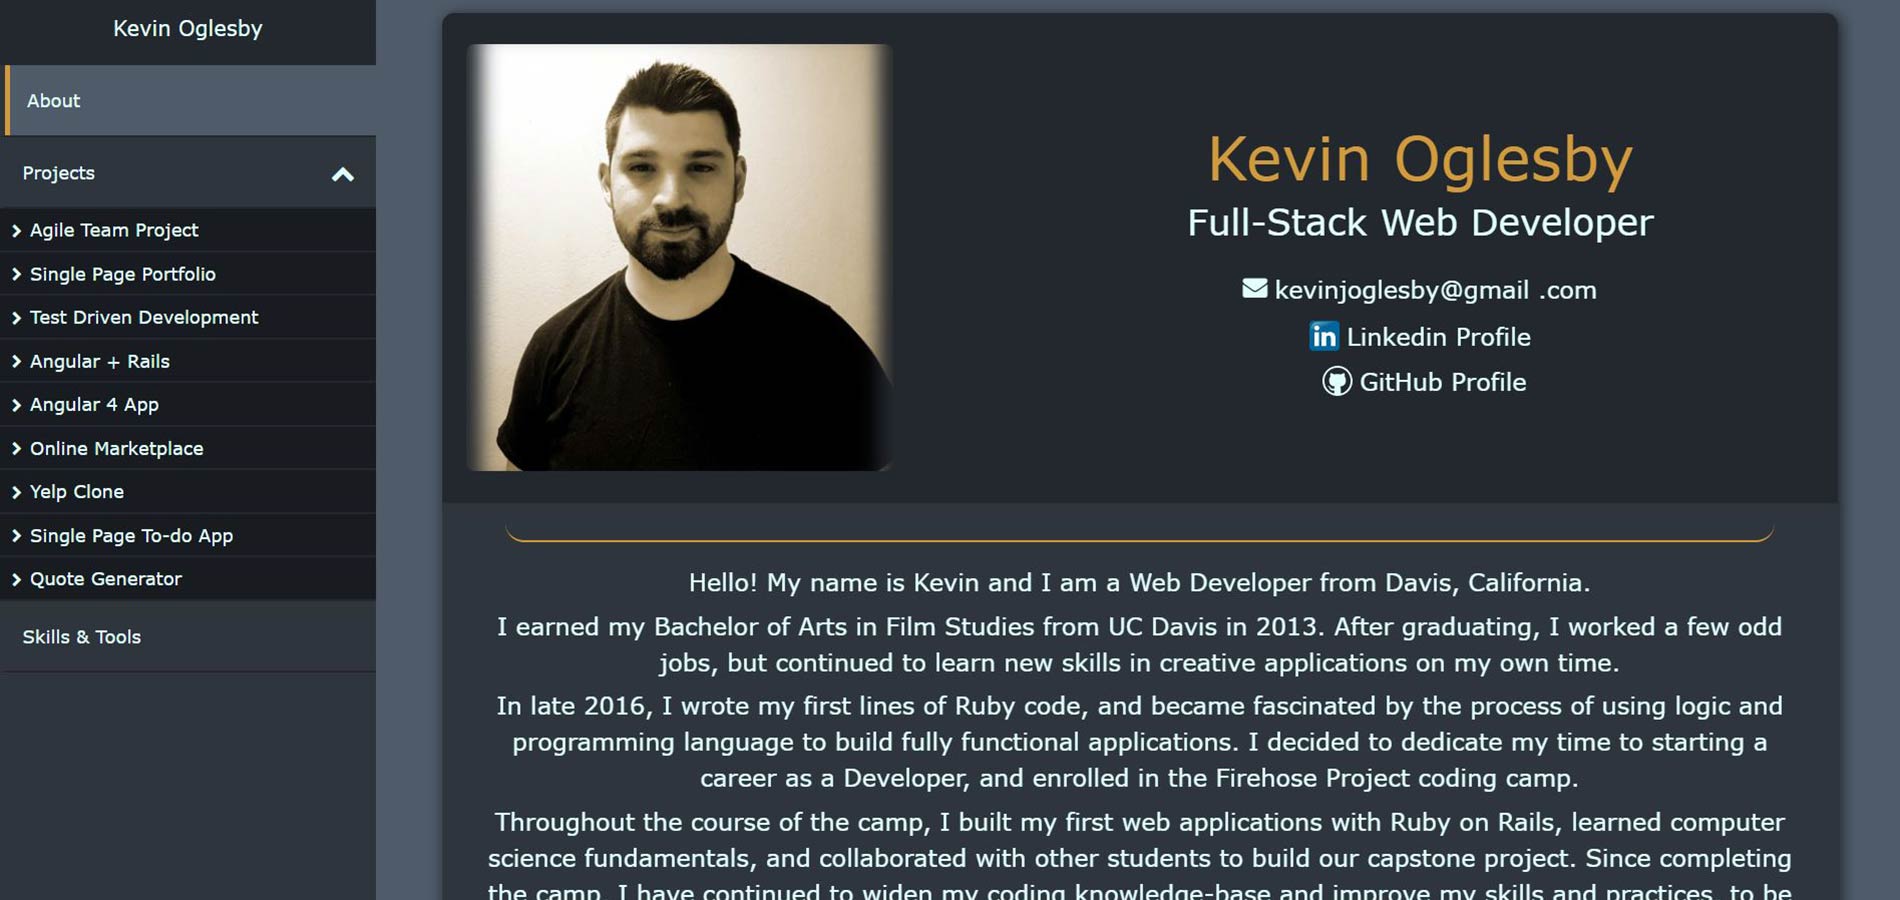 Kevin Oglesby
About
Projects
Agile Team Project
Single Page Portfolio
Test Driven Development
Angular + Rails
Angular 4 App
Online Marketplace
Yelp Clone
Single Page To-do App
Quote Generator
Skills & Tools
Kevin Oglesby
Full-Stack Web Developer
kevinjoglesby@gmail .com
in Linkedin Profile
GitHub Profile
Hello! My name is Kevin and I am a Web Developer from Davis, California.
I earned my Bachelor of Arts in Film Studies from UC Davis in 2013. After graduating, I worked a few odd
jobs, but continued to learn new skills in creative applications on my own time.
In late 2016, I wrote my first lines of Ruby code, and became fascinated by the process of using logic and
programming language to build fully functional applications. I decided to dedicate my time to starting a
career as a Developer, and enrolled in the Firehose Project coding camp.
Throughout the course of the camp, I built my first web applications with Ruby on Rails, learned computer
science fundamentals, and collaborated with other students to build our capstone project. Since completing
the camp, I have continued to widen my coding knowledge-base and improve my skills and practices, to be